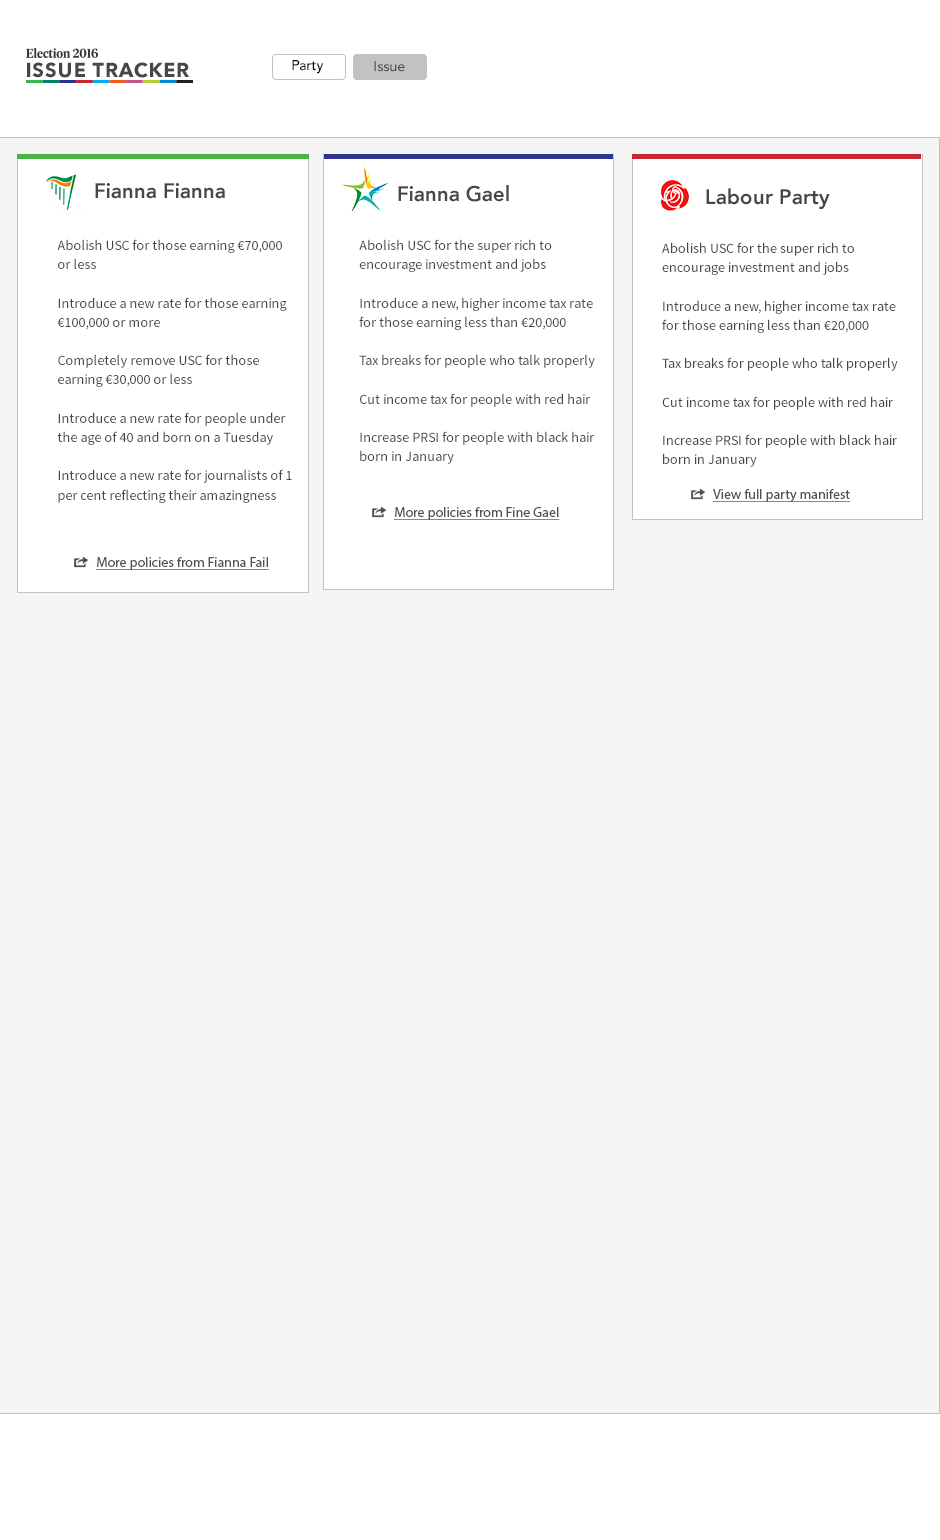 Election 2016
ISSUE TRACKER
Party
Issue
Fianna Fianna
Abolish USC for those earning €70,000
or less
Introduce a new rate for those earning
€100,000 or more
Completely remove USC for those
earning €30,000 or less
Introduce a new rate for people under
the age of 40 and born on a Tuesday
Introduce a new rate for journalists of 1
per cent reflecting their amazingness
More policies from Fianna Fail
Fianna Gael
Abolish USC for the super rich to
encourage investment and jobs
Introduce a new, higher income tax rate
for those earning less than €20,000
Tax breaks for people who talk properly
Cut income tax for people with red hair
Increase PRSI for people with black hair
born in January
More policies from Fine Gael
Labour Party
Abolish USC for the super rich to
encourage investment and jobs
Introduce a new, higher income tax rate
for those earning less than €20,000
Tax breaks for people who talk properly
Cut income tax for people with red hair
Increase PRSI for people with black hair
born in January
View full party manifest